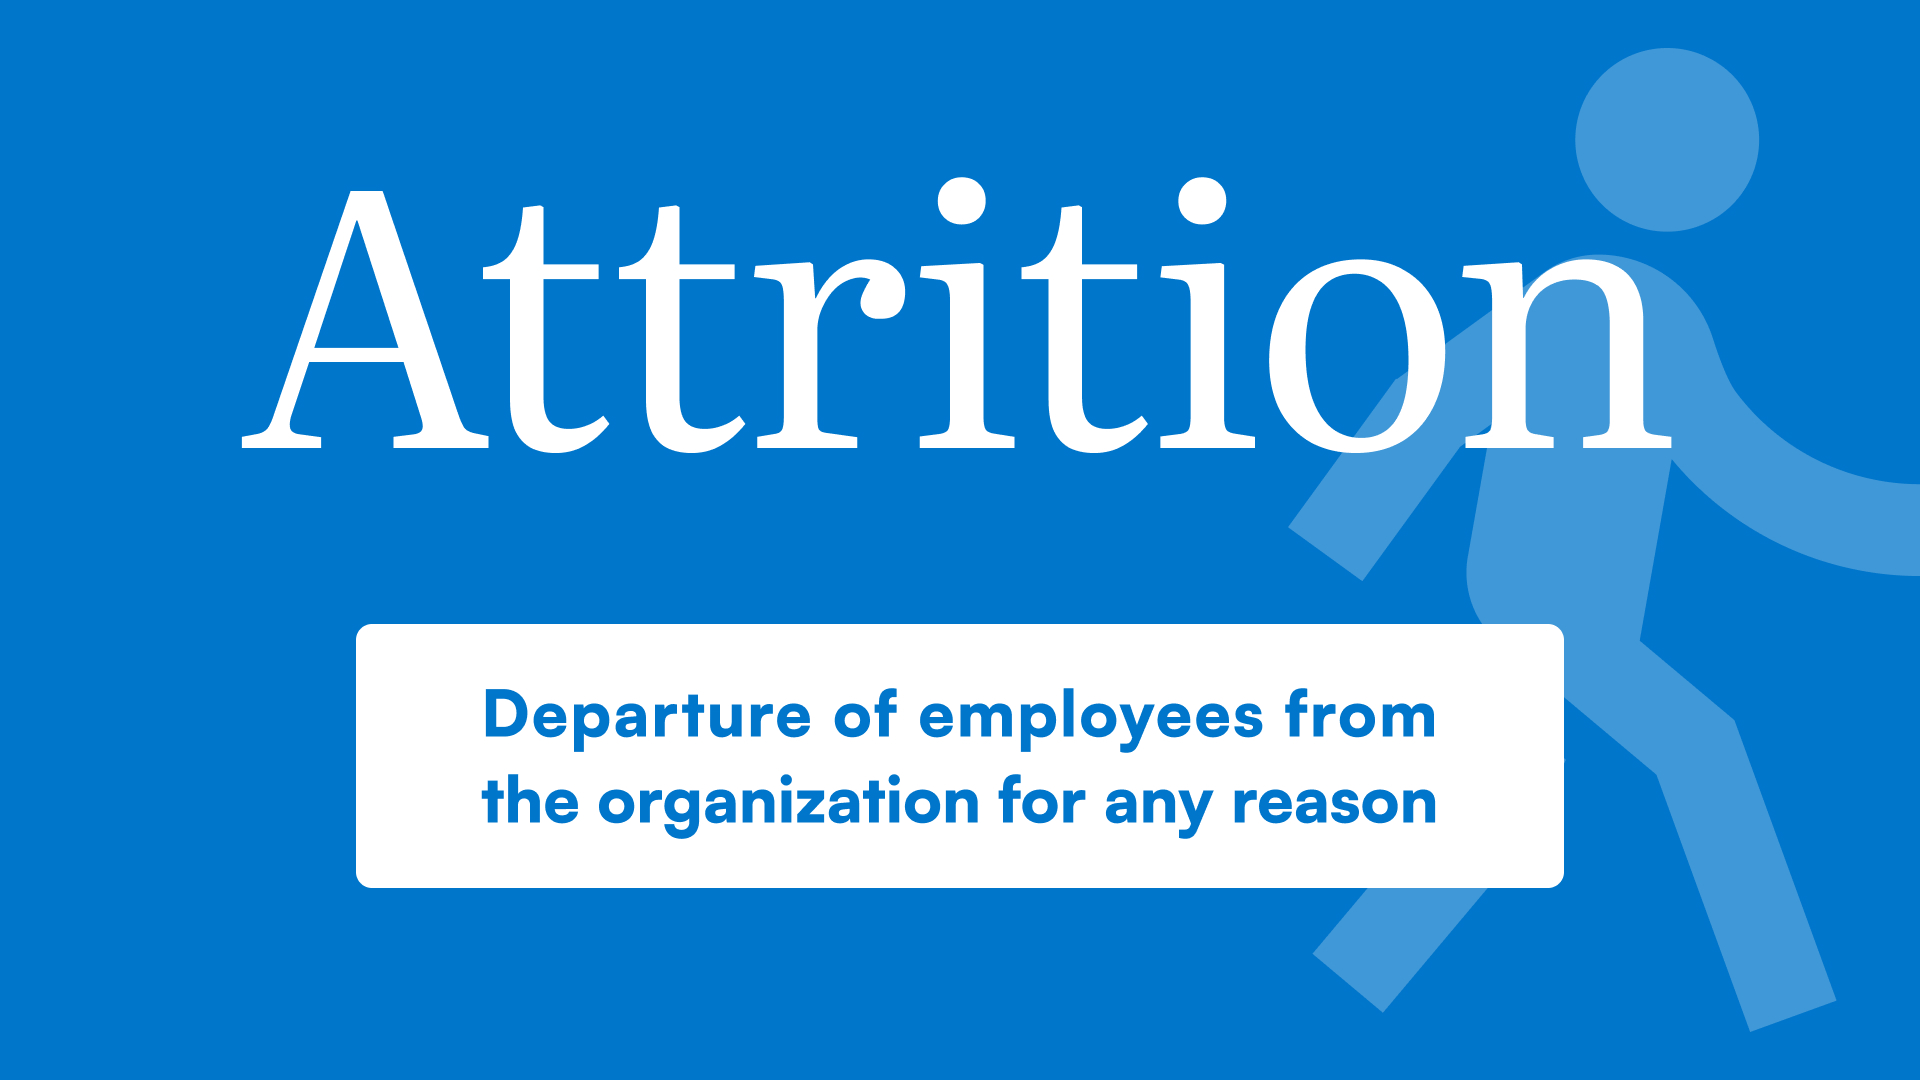 Attrition
Departure of employees from
the organization for any reason